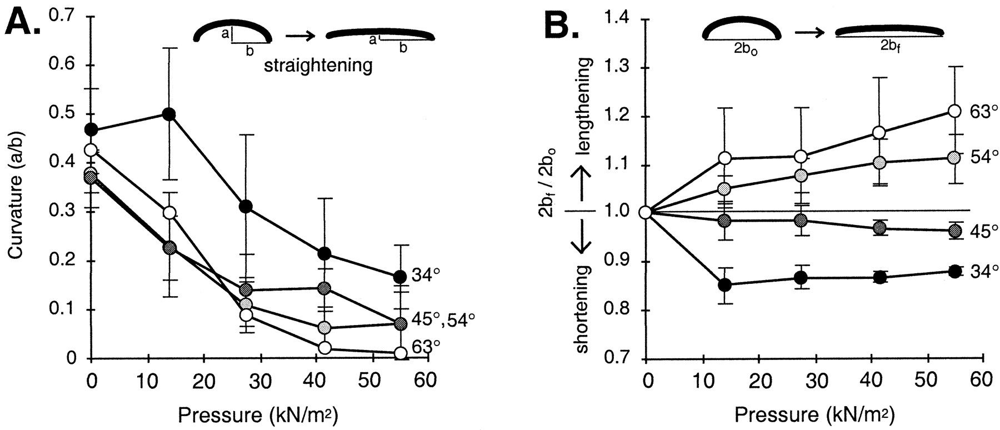 A.
a
b
a
b
straightening
Curvature (a/b)
0.7
0.6
0.5
0.4
0.3
0.2
0.1
0
34°
45°,54°
63°
0
10
20
30
40
50
60
Pressure (kN/m²)
B.
2bₒ
2b_f
2b_f / 2bₒ
lengthening
shortening
1.4
1.3
1.2
1.1
1.0
0.9
0.8
0.7
63°
54°
45°
34°
0
10
20
30
40
50
60
Pressure (kN/m²)